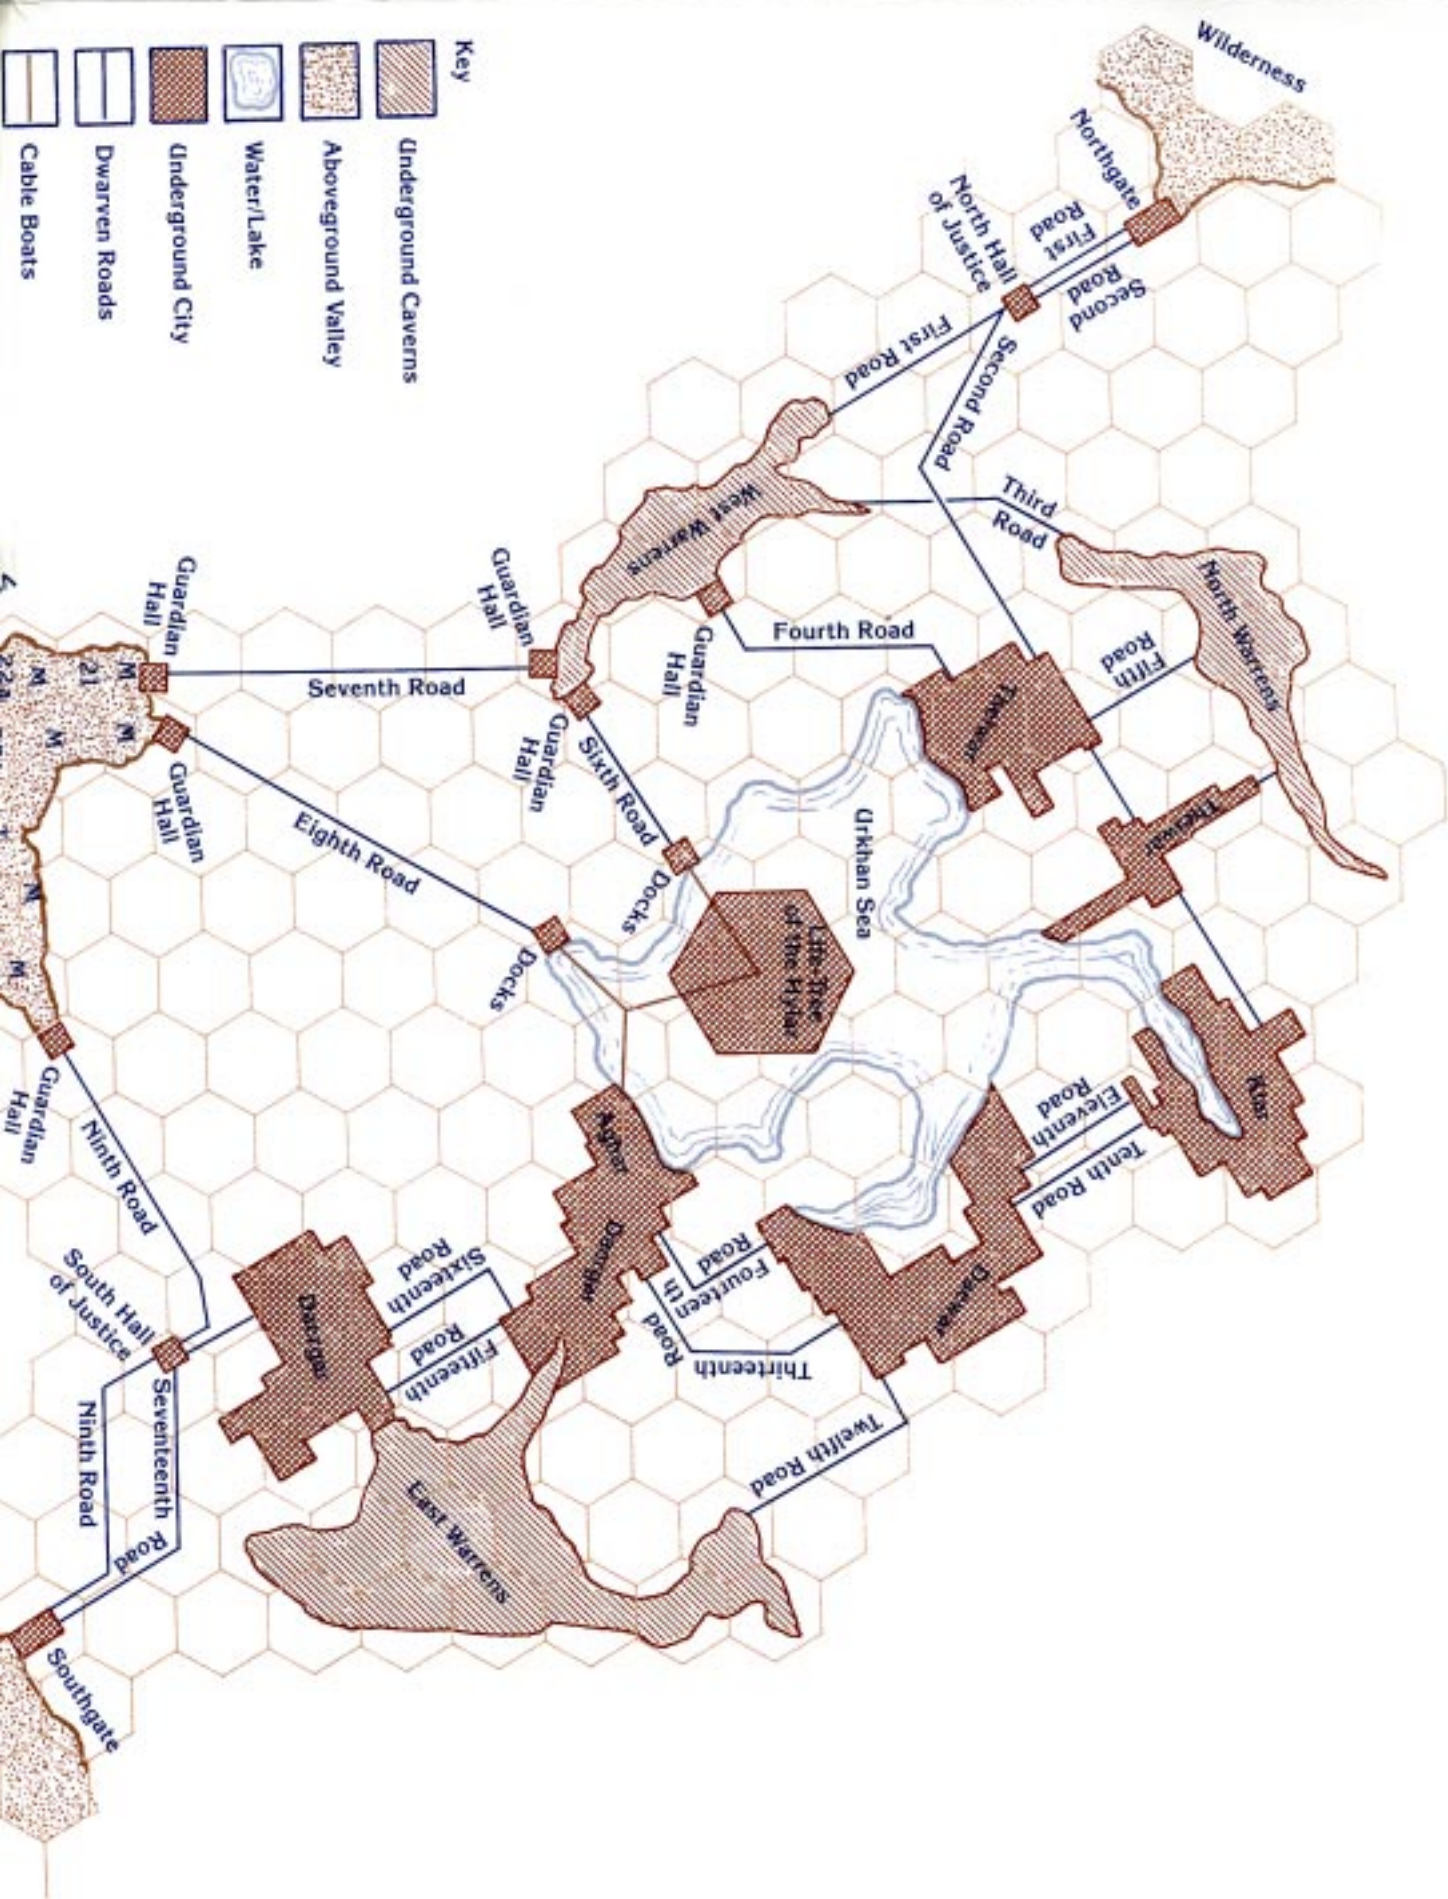 Key
Underground Caverns
Aboveground Valley
Water/Lake
Underground City
Dwarven Roads
Cable Boats
Wilderness
Northgate
First
Road
Second
Road
North Hall
of Justice
First Road
Second Road
West Warrens
Third
Road
North Warrens
Guardian
Hall
Fourth Road
Fifth
Road
Theiwar
Theiwar
Guardian
Hall
Seventh Road
Guardian
Hall
Guardian
Hall
Sixth Road
Docks
Guardian
Hall
Eighth Road
Docks
Urkhan Sea
Life-Tree
of the Hylar
Klar
Eleventh
Road
Tenth Road
Daewar
Aghar
Daergar
Fourteenth
Road
Thirteenth
Road
Twelfth Road
Sixteenth
Road
Fifteenth
Road
East Warrens
Guardian
Hall
Ninth Road
South Hall
of Justice
Seventeenth
Road
Ninth Road
Southgate
M
21
M
M
M
M
M